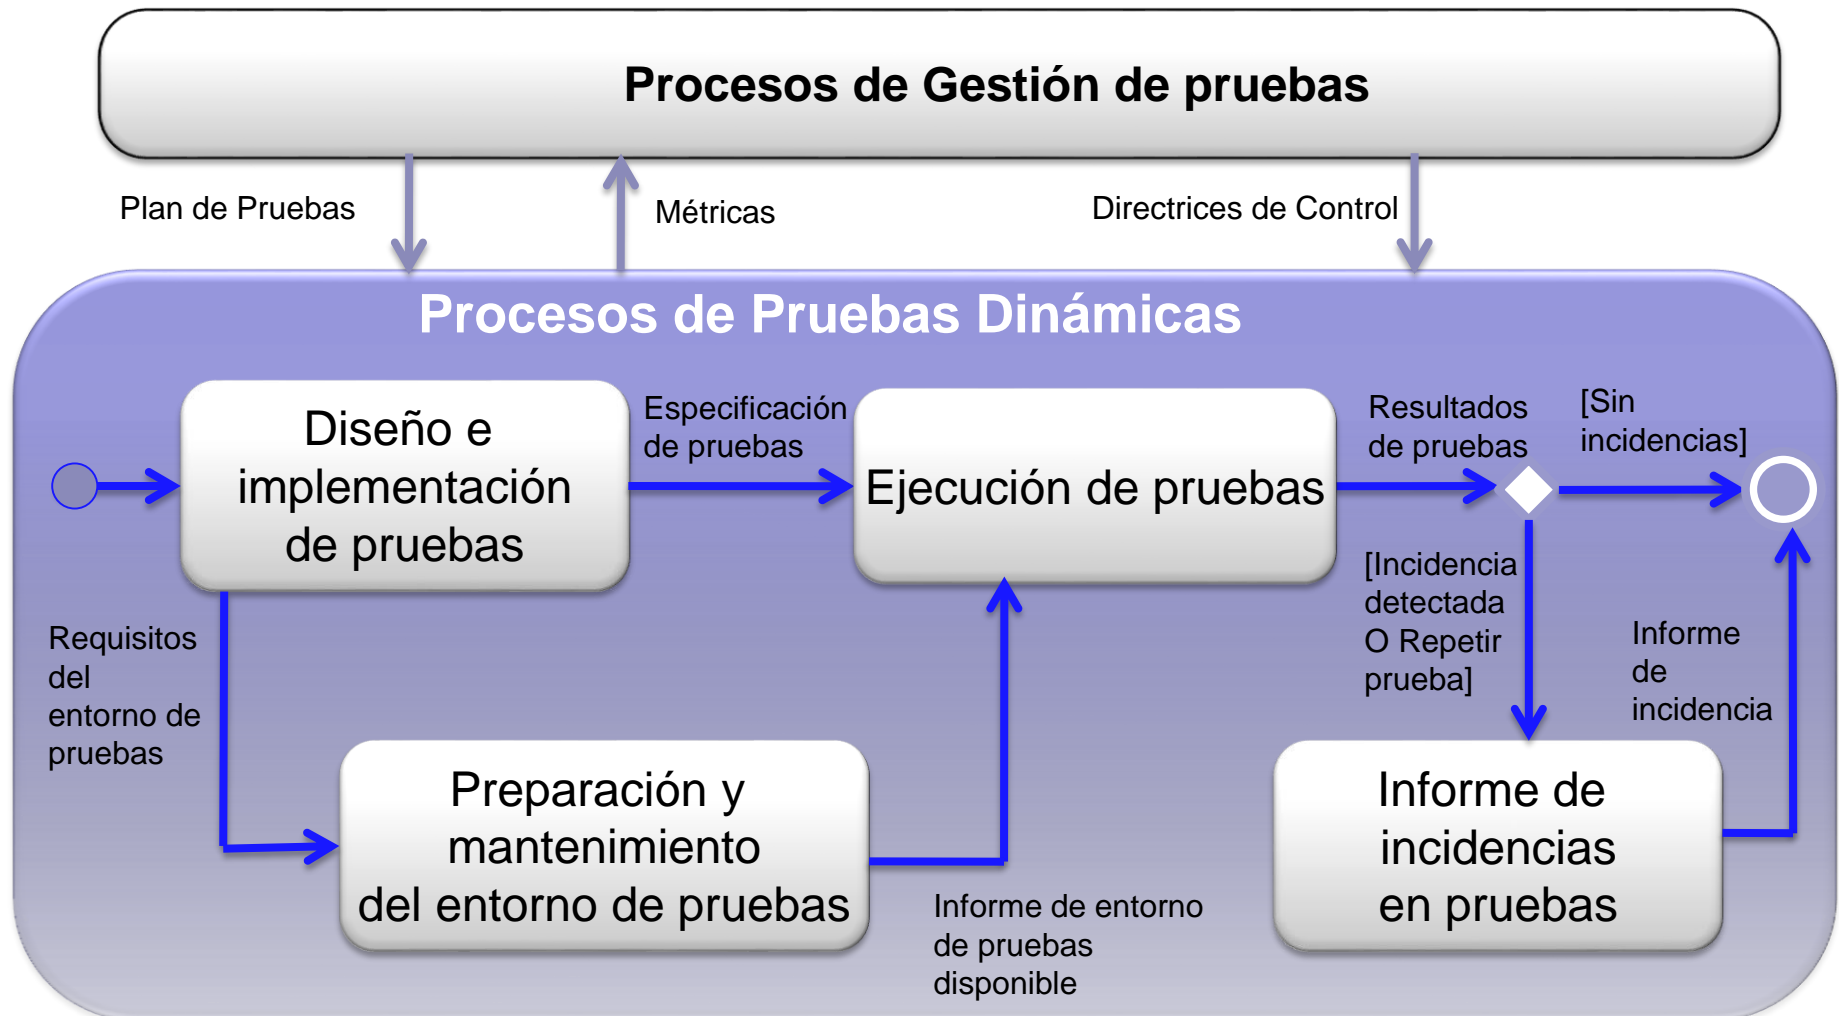 Procesos de Gestión de pruebas
Plan de Pruebas
Métricas
Directrices de Control
Procesos de Pruebas Dinámicas
Diseño e
implementación
de pruebas
Especificación
de pruebas
Ejecución de pruebas
Resultados
de pruebas
[Sin
incidencias]
Requisitos
del
entorno de
pruebas
[Incidencia
detectada
O Repetir
prueba]
Informe
de
incidencia
Preparación y
mantenimiento
del entorno de pruebas
Informe de entorno
de pruebas
disponible
Informe de
incidencias
en pruebas